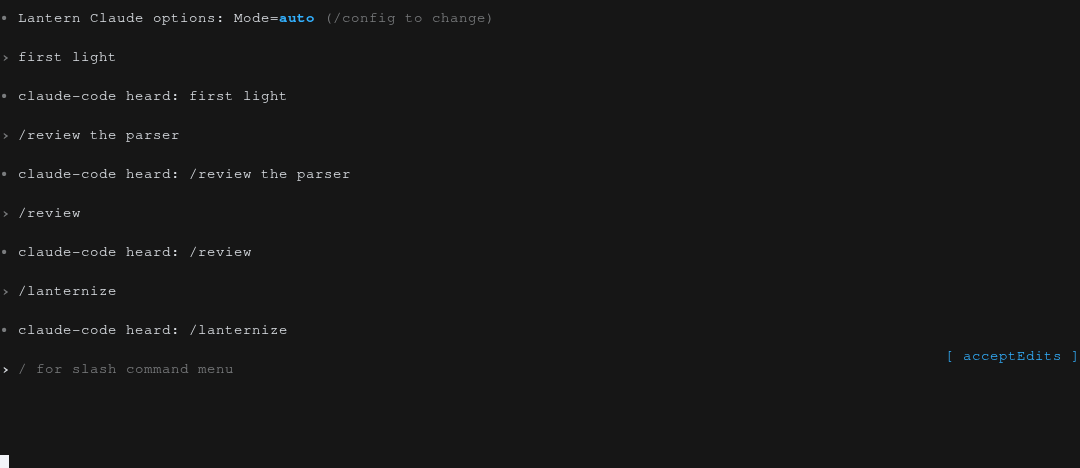 • Lantern Claude options: Mode=auto (/config to change)
› first light
• claude-code heard: first light
› /review the parser
• claude-code heard: /review the parser
› /review
• claude-code heard: /review
› /lanternize
• claude-code heard: /lanternize
[ acceptEdits ]
› / for slash command menu